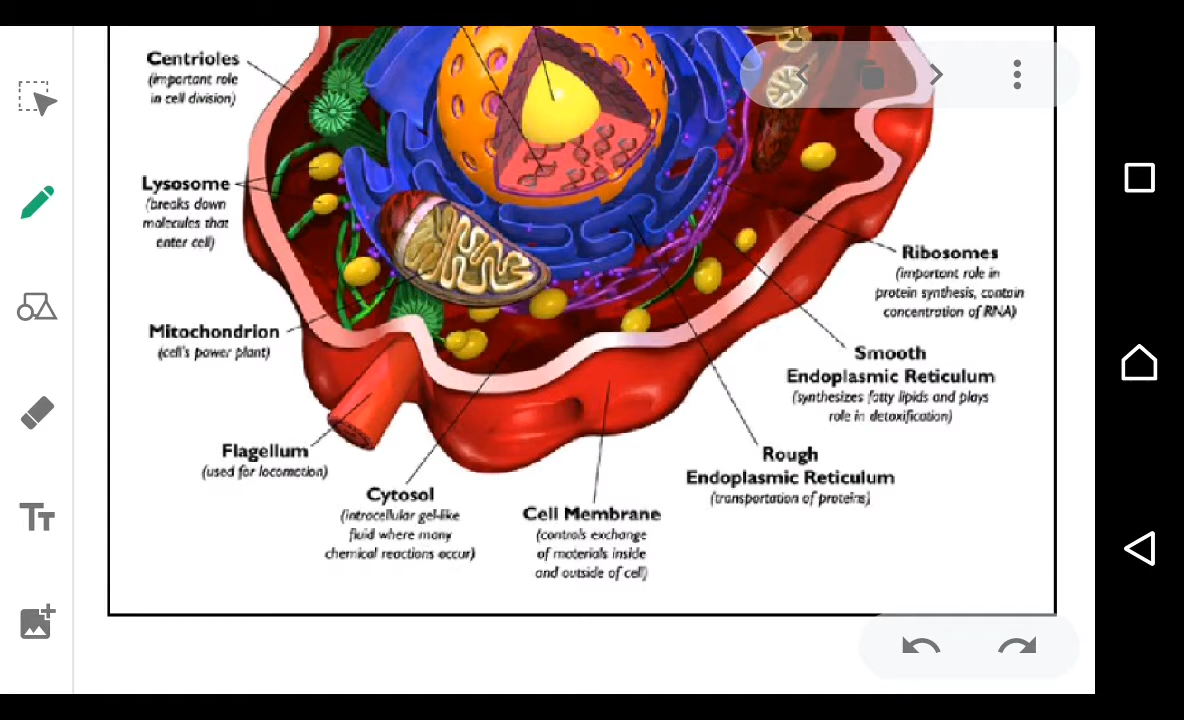 Centrioles
(important role
in cell division)
Lysosome
(breaks down
molecules that
enter cell)
Mitochondrion
(cell's power plant)
Flagellum
(used for locomotion)
Cytosol
(intracellular gel-like
fluid where many
chemical reactions occur)
Cell Membrane
(controls exchange
of materials inside
and outside of cell)
Rough
Endoplasmic Reticulum
(transportation of proteins)
Smooth
Endoplasmic Reticulum
(synthesizes fatty lipids and plays
role in detoxification)
Ribosomes
(important role in
protein synthesis, contain
concentration of RNA)
TT